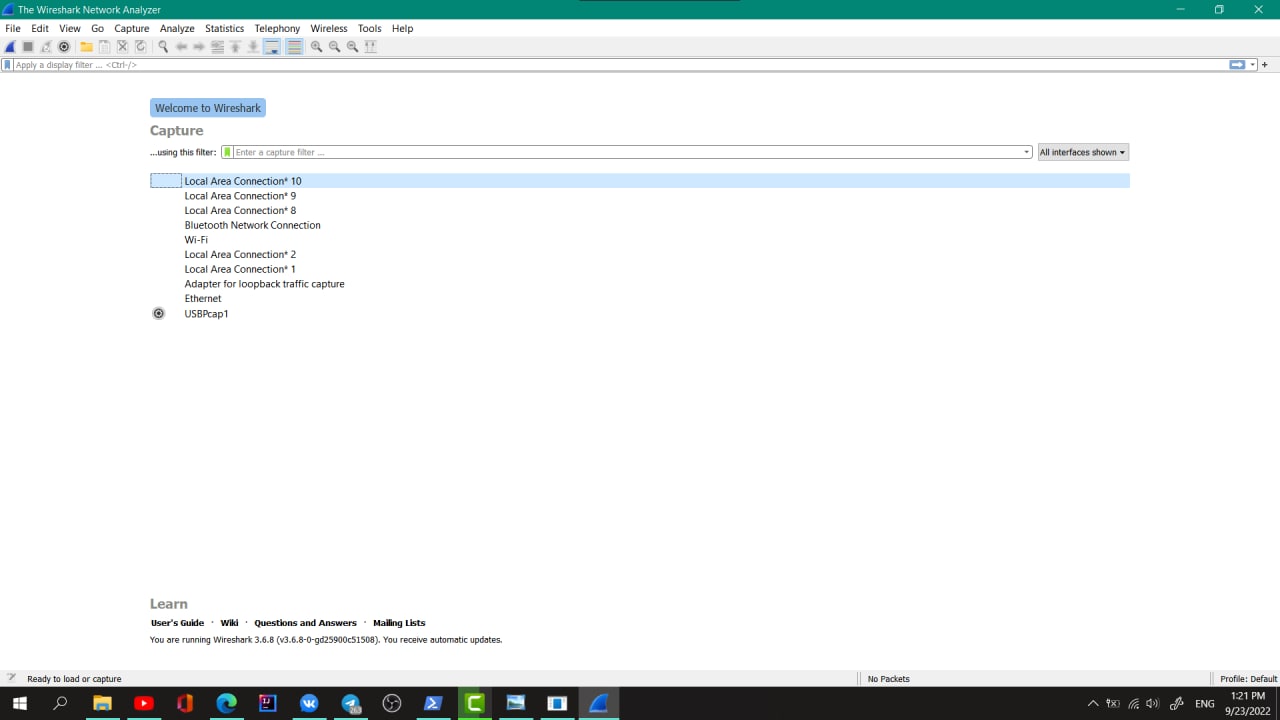 The Wireshark Network Analyzer
File Edit View Go Capture Analyze Statistics Telephony Wireless Tools Help
Apply a display filter ... <Ctrl-/>
Welcome to Wireshark
Capture
...using this filter: Enter a capture filter ... All interfaces shown
Local Area Connection* 10
Local Area Connection* 9
Local Area Connection* 8
Bluetooth Network Connection
Wi-Fi
Local Area Connection* 2
Local Area Connection* 1
Adapter for loopback traffic capture
Ethernet
USBPcap1
Learn
User's Guide · Wiki · Questions and Answers · Mailing Lists
You are running Wireshark 3.6.8 (v3.6.8-0-gd25900c51508). You receive automatic updates.
Ready to load or capture No Packets Profile: Default
ENG 1:21 PM
9/23/2022